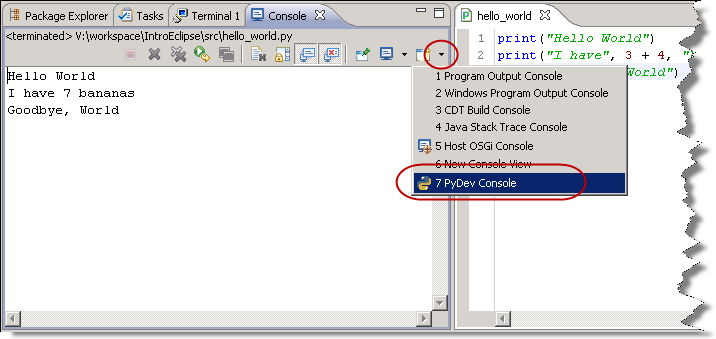 Package Explorer Tasks Terminal 1 Console
<terminated> V:\workspace\IntroEclipse\src\hello_world.py
Hello World
I have 7 bananas
Goodbye, World
1 Program Output Console
2 Windows Program Output Console
3 CDT Build Console
4 Java Stack Trace Console
5 Host OSGi Console
6 New Console View
7 PyDev Console
hello_world
1 print("Hello World")
2 print("I have", 3 + 4, "
World")